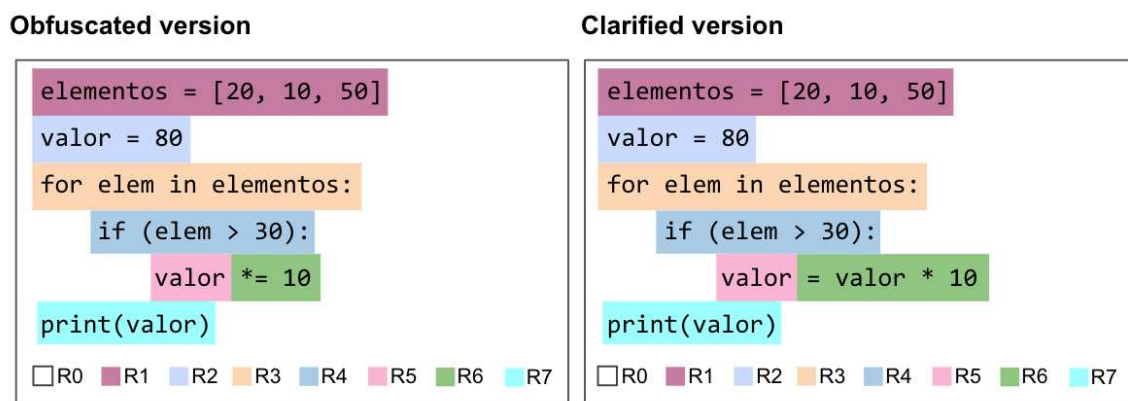 Obfuscated version
elementos = [20, 10, 50]
valor = 80
for elem in elementos:
if (elem > 30):
valor *= 10
print(valor)
R0 R1 R2 R3 R4 R5 R6 R7
Clarified version
elementos = [20, 10, 50]
valor = 80
for elem in elementos:
if (elem > 30):
valor = valor * 10
print(valor)
R0 R1 R2 R3 R4 R5 R6 R7